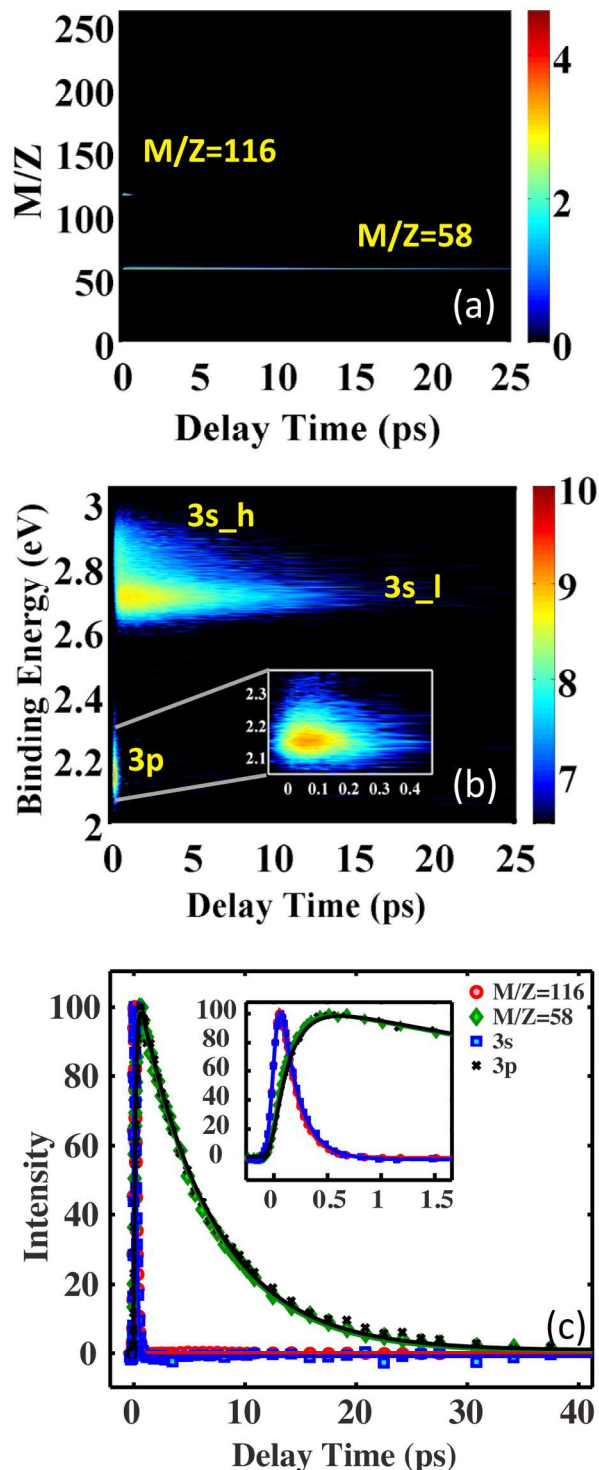 250
200
150
100
50
0
M/Z
M/Z=116
M/Z=58
(a)
4
2
0
0 5 10 15 20 25
Delay Time (ps)
3
2.8
2.6
2.4
2.2
2
Binding Energy (eV)
3s_h
3s_l
3p
2.3
2.2
2.1
0 0.1 0.2 0.3 0.4
(b)
10
9
8
7
0 5 10 15 20 25
Delay Time (ps)
100
80
60
40
20
0
Intensity
100
80
60
40
20
0
0 0.5 1 1.5
M/Z=116
M/Z=58
3s
3p
(c)
0 10 20 30 40
Delay Time (ps)